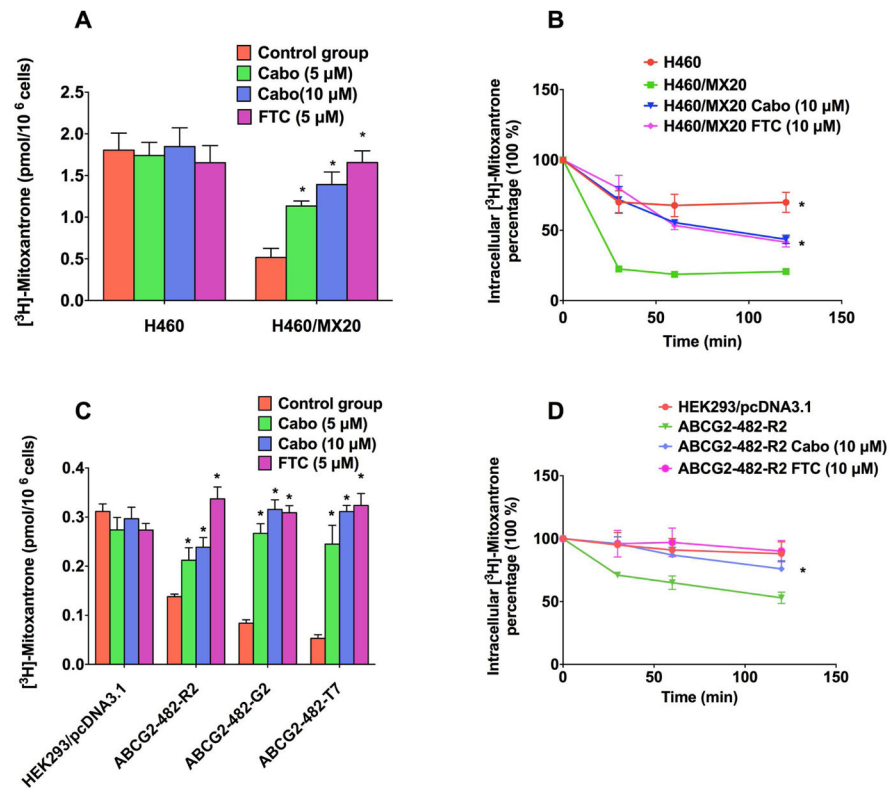 A
Control group
Cabo (5 µM)
Cabo(10 µM)
FTC (5 µM)
[³H]-Mitoxantrone (pmol/10 ⁶ cells)
2.5
2.0
1.5
1.0
0.5
0.0
* * *
H460 H460/MX20
B
H460
H460/MX20
H460/MX20 Cabo (10 µM)
H460/MX20 FTC (10 µM)
Intracellular [³H]-Mitoxantrone
percentage (100 %)
150
100
50
0
*
*
0 50 100 150
Time (min)
C
Control group
Cabo (5 µM)
Cabo (10 µM)
FTC (5 µM)
[³H]-Mitoxantrone (pmol/10 ⁶ cells)
0.4
0.3
0.2
0.1
0.0
* * * * * * * * *
HEK293/pcDNA3.1
ABCG2-482-R2
ABCG2-482-G2
ABCG2-482-T7
D
HEK293/pcDNA3.1
ABCG2-482-R2
ABCG2-482-R2 Cabo (10 µM)
ABCG2-482-R2 FTC (10 µM)
Intracellular [³H]-Mitoxantrone
percentage (100 %)
150
100
50
0
*
0 50 100 150
Time (min)